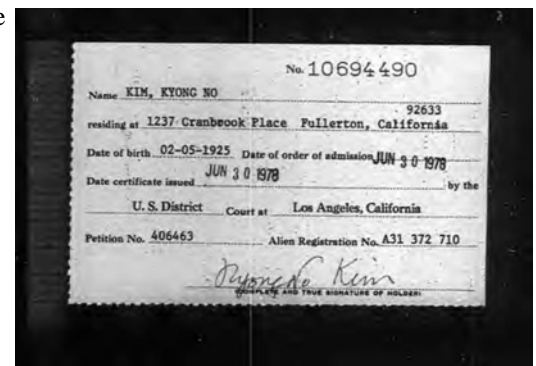 e
No. 10694490
Name KIM, KYONG NO
92633
residing at 1237 Cranbrook Place Fullerton, California
Date of birth 02-05-1925 Date of order of admission JUN 30 1978
Date certificate issued JUN 30 1978 by the
U. S. District Court at Los Angeles, California
Petition No. 406463 Alien Registration No. A31 372 710
Kyong No Kim
(COMPLETE AND TRUE SIGNATURE OF HOLDER)